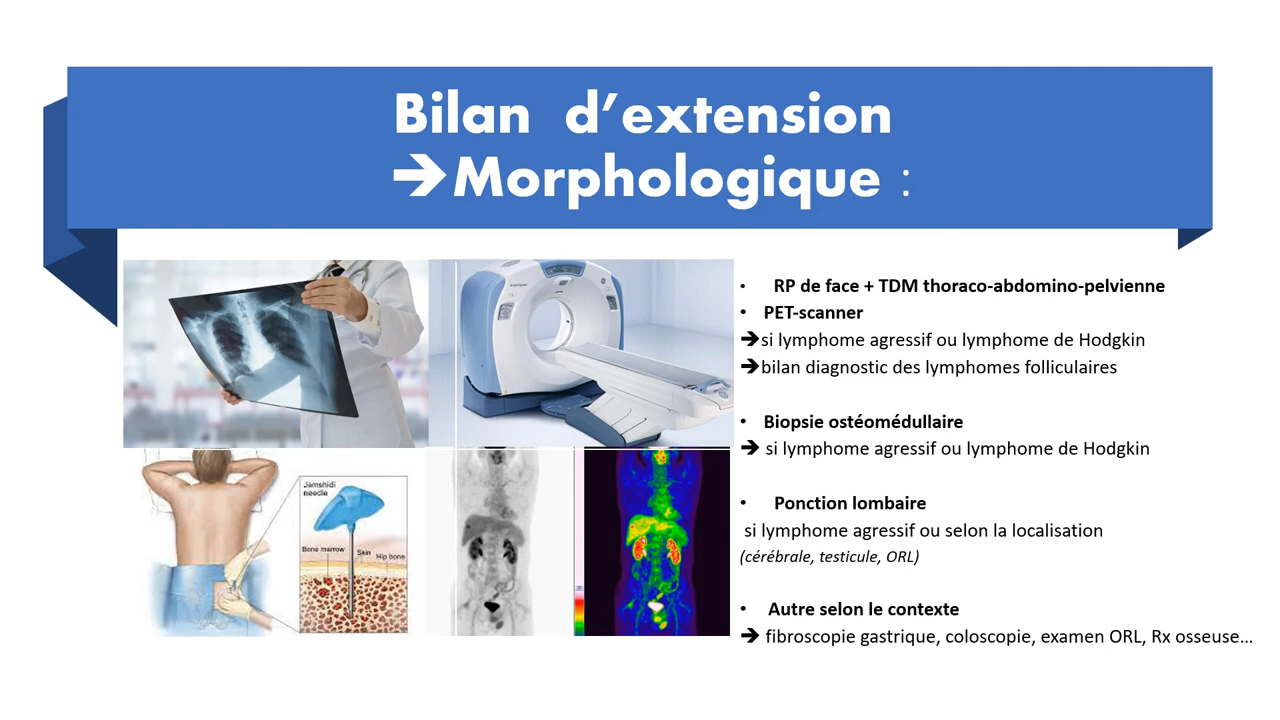 Bilan d’extension
➔Morphologique :
• RP de face + TDM thoraco-abdomino-pelvienne
• PET-scanner
➔si lymphome agressif ou lymphome de Hodgkin
➔bilan diagnostic des lymphomes folliculaires
• Biopsie ostéomédullaire
➔ si lymphome agressif ou lymphome de Hodgkin
• Ponction lombaire
si lymphome agressif ou selon la localisation
(cérébrale, testicule, ORL)
• Autre selon le contexte
➔ fibroscopie gastrique, coloscopie, examen ORL, Rx osseuse…
Jamshidi
needle
Bone marrow
Skin
Hip bone